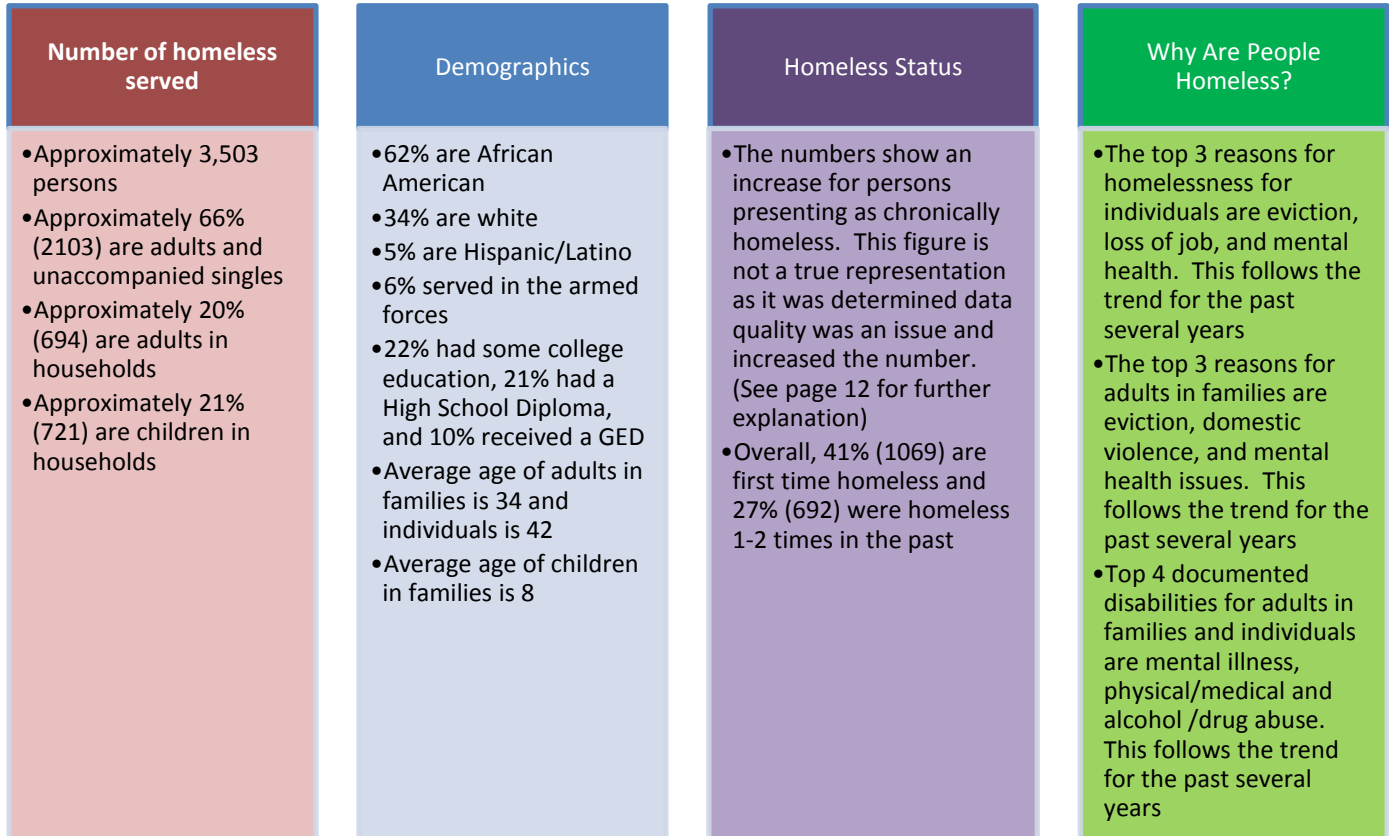 Number of homeless
served
•Approximately 3,503
persons
•Approximately 66%
(2103) are adults and
unaccompanied singles
•Approximately 20%
(694) are adults in
households
•Approximately 21%
(721) are children in
households
Demographics
•62% are African
American
•34% are white
•5% are Hispanic/Latino
•6% served in the armed
forces
•22% had some college
education, 21% had a
High School Diploma,
and 10% received a GED
•Average age of adults in
families is 34 and
individuals is 42
•Average age of children
in families is 8
Homeless Status
•The numbers show an
increase for persons
presenting as chronically
homeless.  This figure is
not a true representation
as it was determined data
quality was an issue and
increased the number.
(See page 12 for further
explanation)
•Overall, 41% (1069) are
first time homeless and
27% (692) were homeless
1-2 times in the past
Why Are People
Homeless?
•The top 3 reasons for
homelessness for
individuals are eviction,
loss of job, and mental
health.  This follows the
trend for the past
several years
•The top 3 reasons for
adults in families are
eviction, domestic
violence, and mental
health issues.  This
follows the trend for the
past several years
•Top 4 documented
disabilities for adults in
families and individuals
are mental illness,
physical/medical and
alcohol /drug abuse.
This follows the trend
for the past several
years